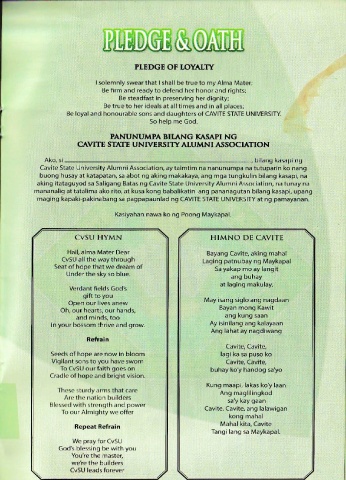 PLEDGE & OATH
PLEDGE OF LOYALTY
I solemnly swear that I shall be true to my Alma Mater;
Be firm and ready to defend her honor and rights;
Be steadfast in preserving her dignity;
Be true to her ideals at all times and in all places;
Be loyal and honourable sons and daughters of CAVITE STATE UNIVERSITY.
So help me God.
PANUNUMPA BILANG KASAPI NG
CAVITE STATE UNIVERSITY ALUMNI ASSOCIATION
Ako, si ______________________________, bilang kasapi ng
Cavite State University Alumni Association, ay taimtim na nanunumpa na tutuparin ko nang
buong husay at katapatan, sa abot ng aking makakaya, ang mga tungkulin bilang kasapi, na
aking itataguyod sa Saligang Batas ng Cavite State University Alumni Association, na tunay na
mananalig at tatalima ako rito, at kusa kong babalikatin ang pananagutan bilang kasapi, upang
maging kapaki-pakinabang sa pagpapaunlad ng CAVITE STATE UNIVERSITY at ng pamayanan.
Kasiyahan nawa ko ng Poong Maykapal.
CvSU HYMN
Hail, alma Mater Dear
CvSU all the way through
Seat of hope that we dream of
Under the sky so blue.
Verdant fields God's
gift to you
Open our lives anew
Oh, our hearts, our hands,
and minds, too
In your bosom thrive and grow.
Refrain
Seeds of hope are now in bloom
Vigilant sons to you have sworn
To CvSU our faith goes on
Cradle of hope and bright vision.
These sturdy arms that care
Are the nation builders
Blessed with strength and power
To our Almighty we offer
Repeat Refrain
We pray for CvSU
God's blessing be with you
You're the master,
we're the builders
CvSU leads forever
HIMNO DE CAVITE
Bayang Cavite, aking mahal
Laging patnubay ng Maykapal
Sa yakap mo ay langit
ang buhay
at laging makulay.
May isang siglo ang nagdaan
Bayan mong Kawit
ang kung saan
Ay isinilang ang kalayaan
Ang lahat ay nagdiwang
Cavite, Cavite,
lagi ka sa puso ko
Cavite, Cavite,
buhay ko'y handog sa'yo
Kung maapi, lakas ko'y laan
Ang maglilingkod
sa'y kay gaan
Cavite, Cavite, ang lalawigan
kong mahal
Mahal kita, Cavite
Tangi lang sa Maykapal.